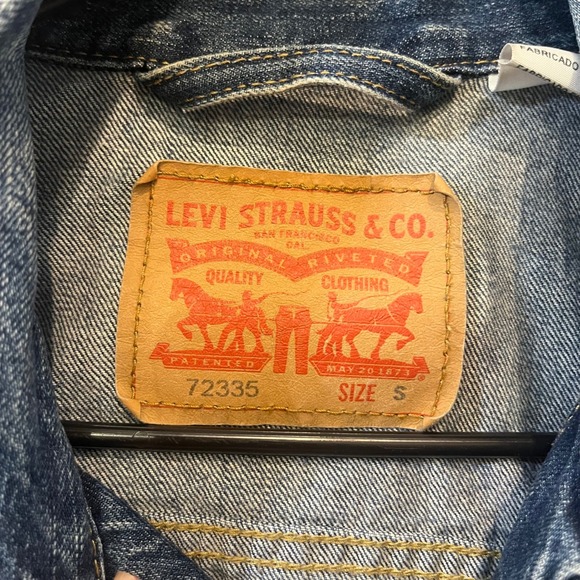 FABRICADO
LEVI STRAUSS & CO.
SAN FRANCISCO
CAL.
ORIGINAL RIVETED
QUALITY CLOTHING
PATENTED MAY 20 1873
72335 SIZE S